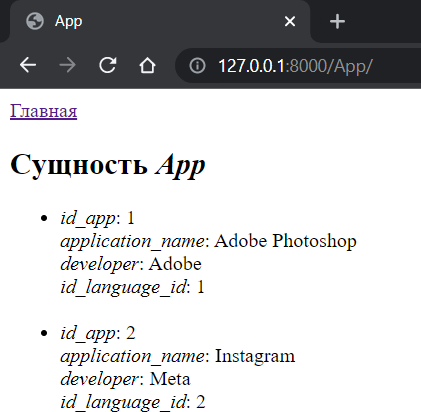 App
127.0.0.1:8000/App/
Главная
Сущность App
id_app: 1
application_name: Adobe Photoshop
developer: Adobe
id_language_id: 1
id_app: 2
application_name: Instagram
developer: Meta
id_language_id: 2